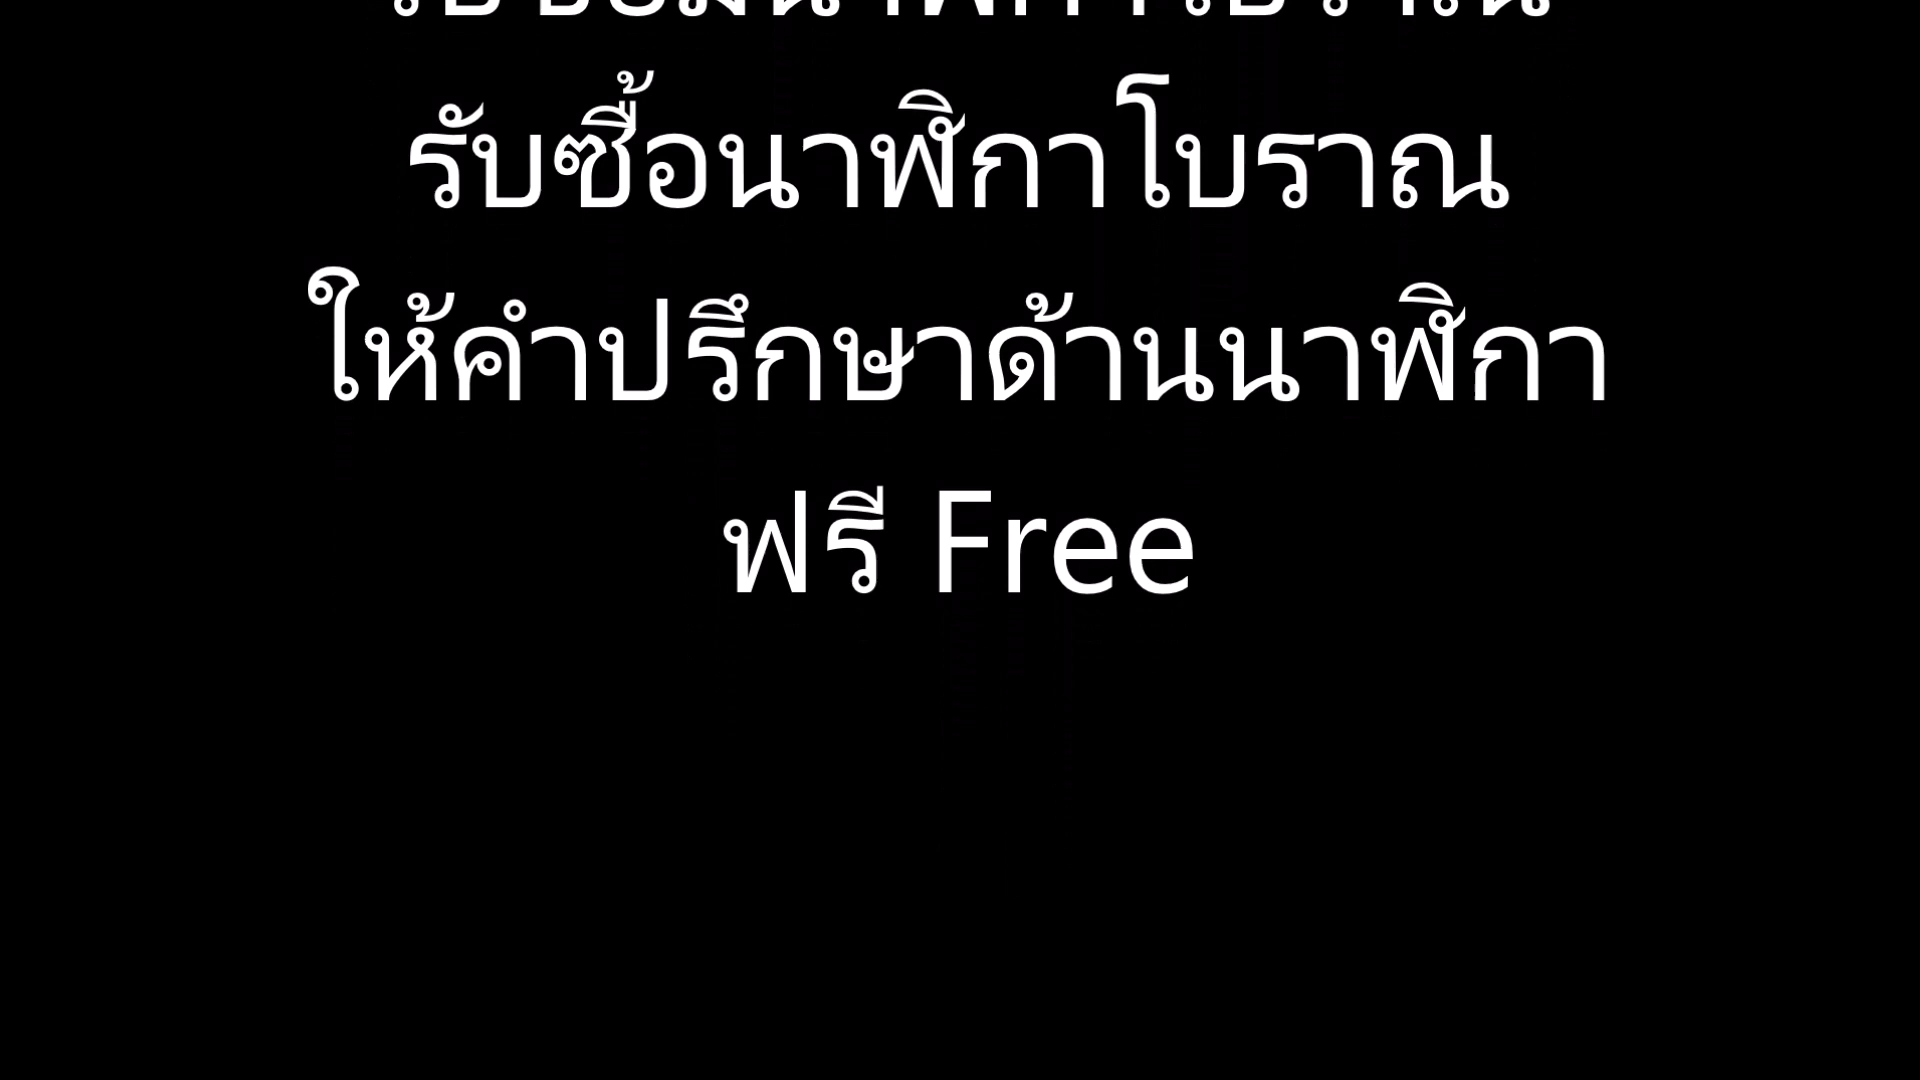 รับซื้อนาฬิกาโบราณ
ให้คำปรึกษาด้านนาฬิกา
ฟรี Free